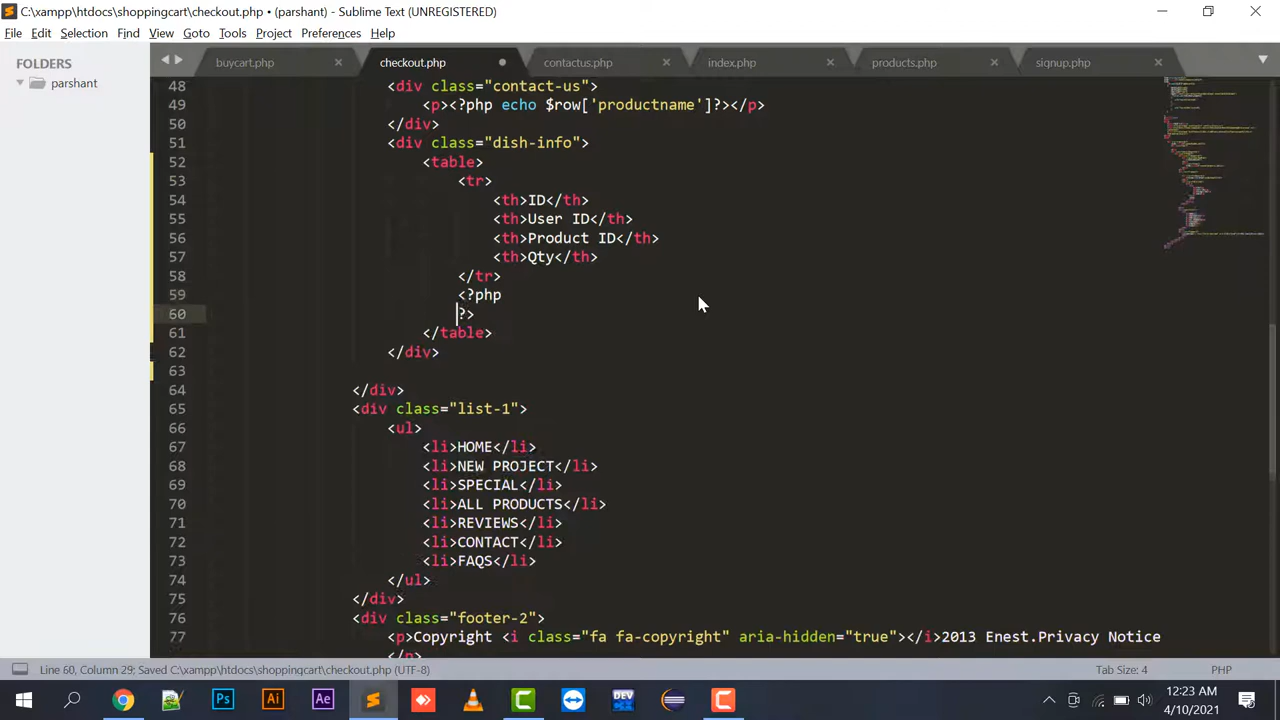 C:\xampp\htdocs\shoppingcart\checkout.php • (parshant) - Sublime Text (UNREGISTERED)
File Edit Selection Find View Goto Tools Project Preferences Help
FOLDERS
parshant
buycart.php checkout.php contactus.php index.php products.php signup.php
48 <div class="contact-us">
49 <p><?php echo $row['productname']?></p>
50 </div>
51 <div class="dish-info">
52 <table>
53 <tr>
54 <th>ID</th>
55 <th>User ID</th>
56 <th>Product ID</th>
57 <th>Qty</th>
58 </tr>
59 <?php
60 ?>
61 </table>
62 </div>
63
64 </div>
65 <div class="list-1">
66 <ul>
67 <li>HOME</li>
68 <li>NEW PROJECT</li>
69 <li>SPECIAL</li>
70 <li>ALL PRODUCTS</li>
71 <li>REVIEWS</li>
72 <li>CONTACT</li>
73 <li>FAQS</li>
74 </ul>
75 </div>
76 <div class="footer-2">
77 <p>Copyright <i class="fa fa-copyright" aria-hidden="true"></i>2013 Enest.Privacy Notice
</p>
Line 60, Column 29; Saved C:\xampp\htdocs\shoppingcart\checkout.php (UTF-8) Tab Size: 4 PHP
Ps Ai Ae DEV C++ C C
12:23 AM
4/10/2021